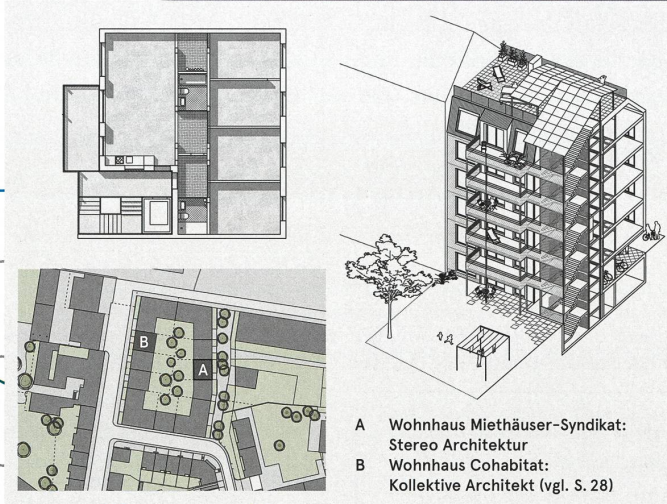 B
A
A Wohnhaus Miethäuser-Syndikat:
Stereo Architektur
B Wohnhaus Cohabitat:
Kollektive Architekt (vgl. S. 28)